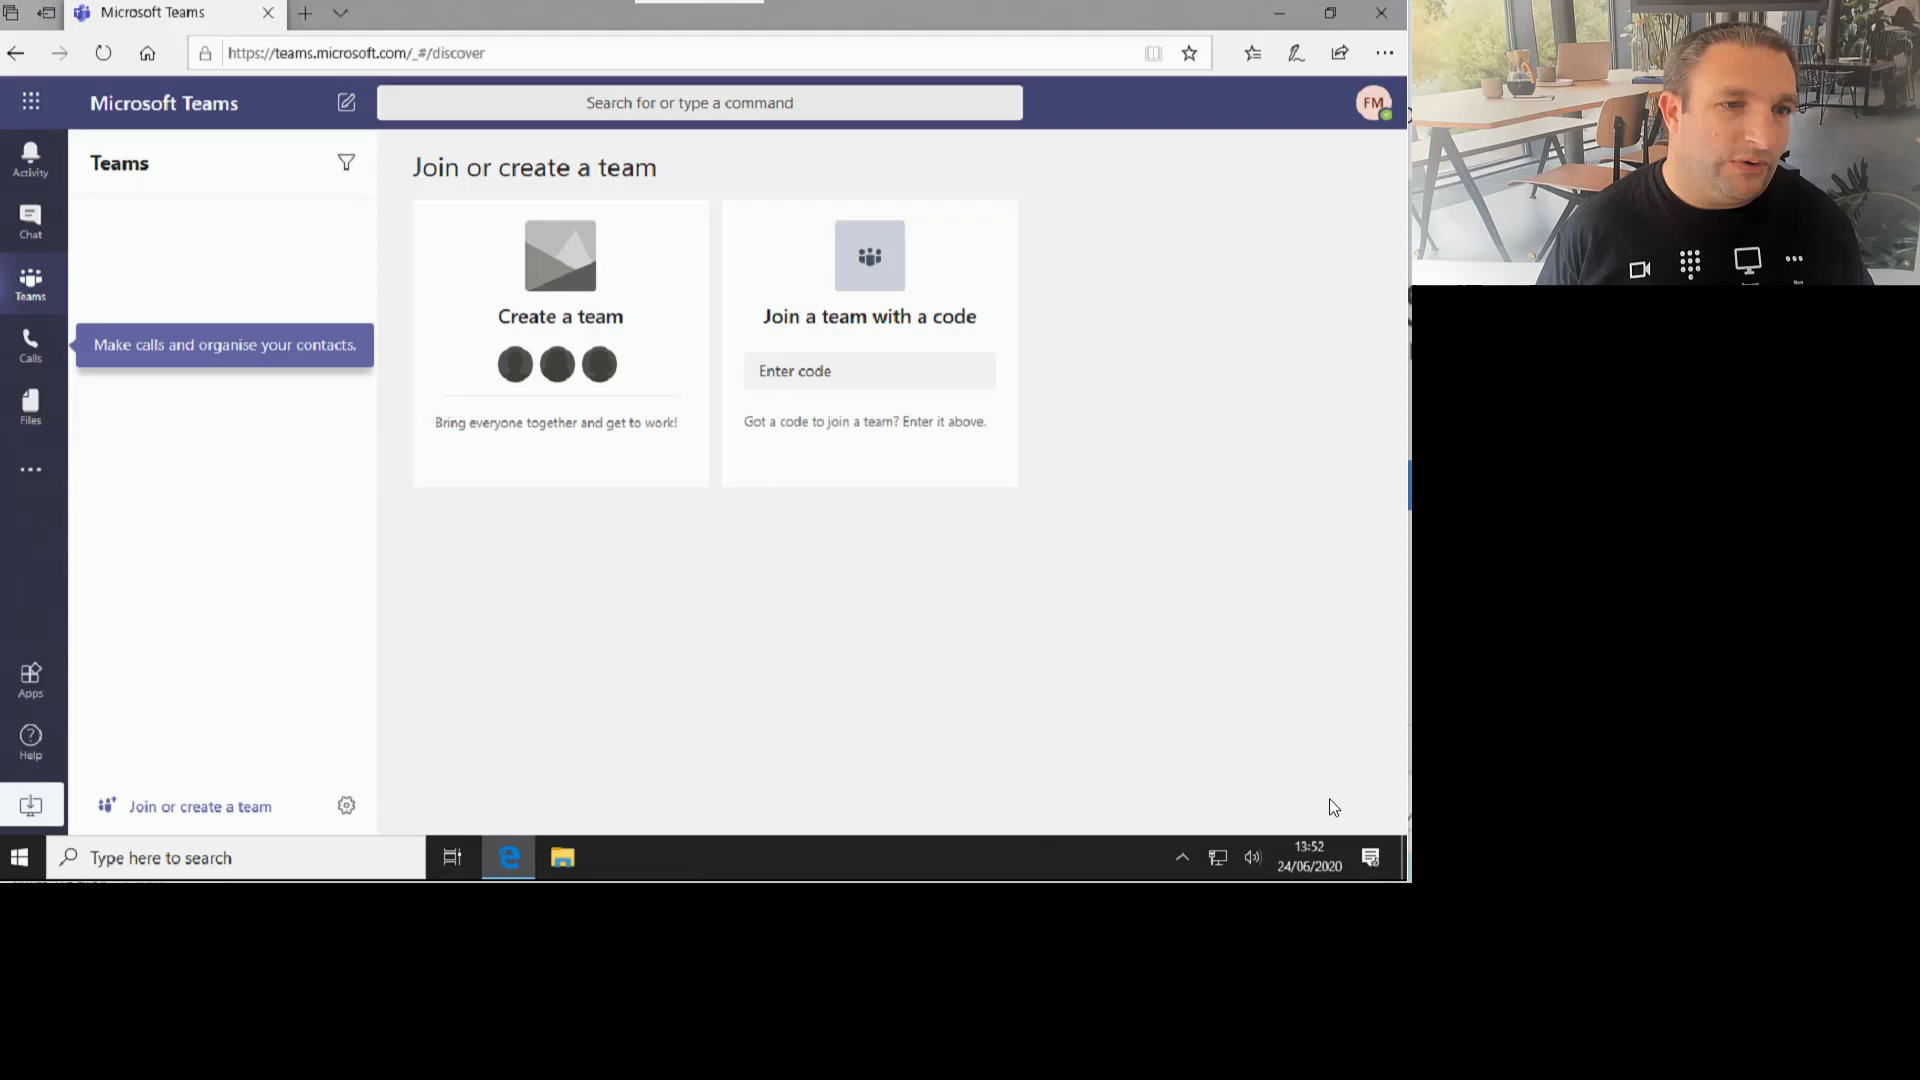 Microsoft Teams
https://teams.microsoft.com/_#/discover
Microsoft Teams
Search for or type a command
FM
Activity
Chat
Teams
Calls
Files
Apps
Help
Teams
Make calls and organise your contacts.
Join or create a team
Join or create a team
Create a team
Bring everyone together and get to work!
Join a team with a code
Enter code
Got a code to join a team? Enter it above.
Type here to search
13:52
24/06/2020